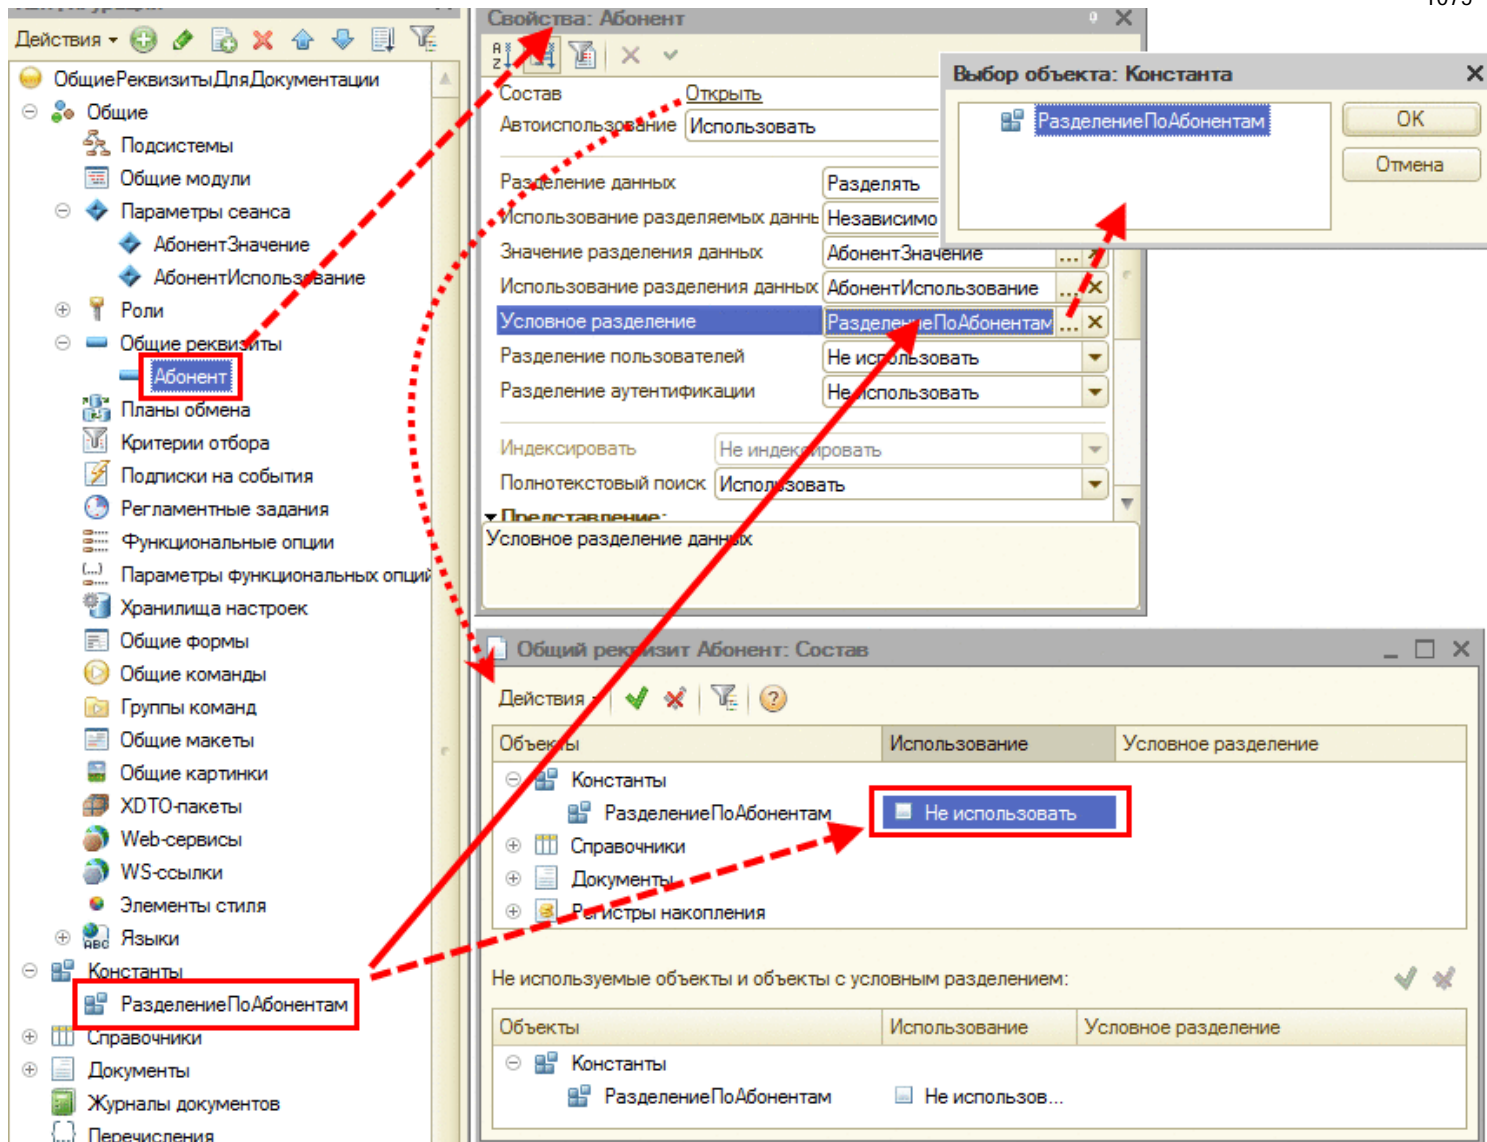 Действия
ОбщиеРеквизитыДляДокументации
Общие
Подсистемы
Общие модули
Параметры сеанса
АбонентЗначение
АбонентИспользование
Роли
Общие реквизиты
Абонент
Планы обмена
Критерии отбора
Подписки на события
Регламентные задания
Функциональные опции
Параметры функциональных опций
Хранилища настроек
Общие формы
Общие команды
Группы команд
Общие макеты
Общие картинки
XDTO-пакеты
Web-сервисы
WS-ссылки
Элементы стиля
Языки
Константы
РазделениеПоАбонентам
Справочники
Документы
Журналы документов
Перечисления
Свойства: Абонент
Состав Открыть
Автоиспользование Использовать
Разделение данных Разделять
Использование разделяемых даннь Независимо
Значение разделения данных АбонентЗначение ...
Использование разделения данных АбонентИспользование ...
Условное разделение РазделениеПоАбонентам ...
Разделение пользователей Не использовать
Разделение аутентификации Не использовать
Индексировать Не индексировать
Полнотекстовый поиск Использовать
Представление:
Условное разделение данных
Выбор объекта: Константа
РазделениеПоАбонентам
OK
Отмена
Общий реквизит Абонент: Состав
Действия
Объекты Использование Условное разделение
Константы
РазделениеПоАбонентам Не использовать
Справочники
Документы
Регистры накопления
Не используемые объекты и объекты с условным разделением:
Объекты Использование Условное разделение
Константы
РазделениеПоАбонентам Не использов...